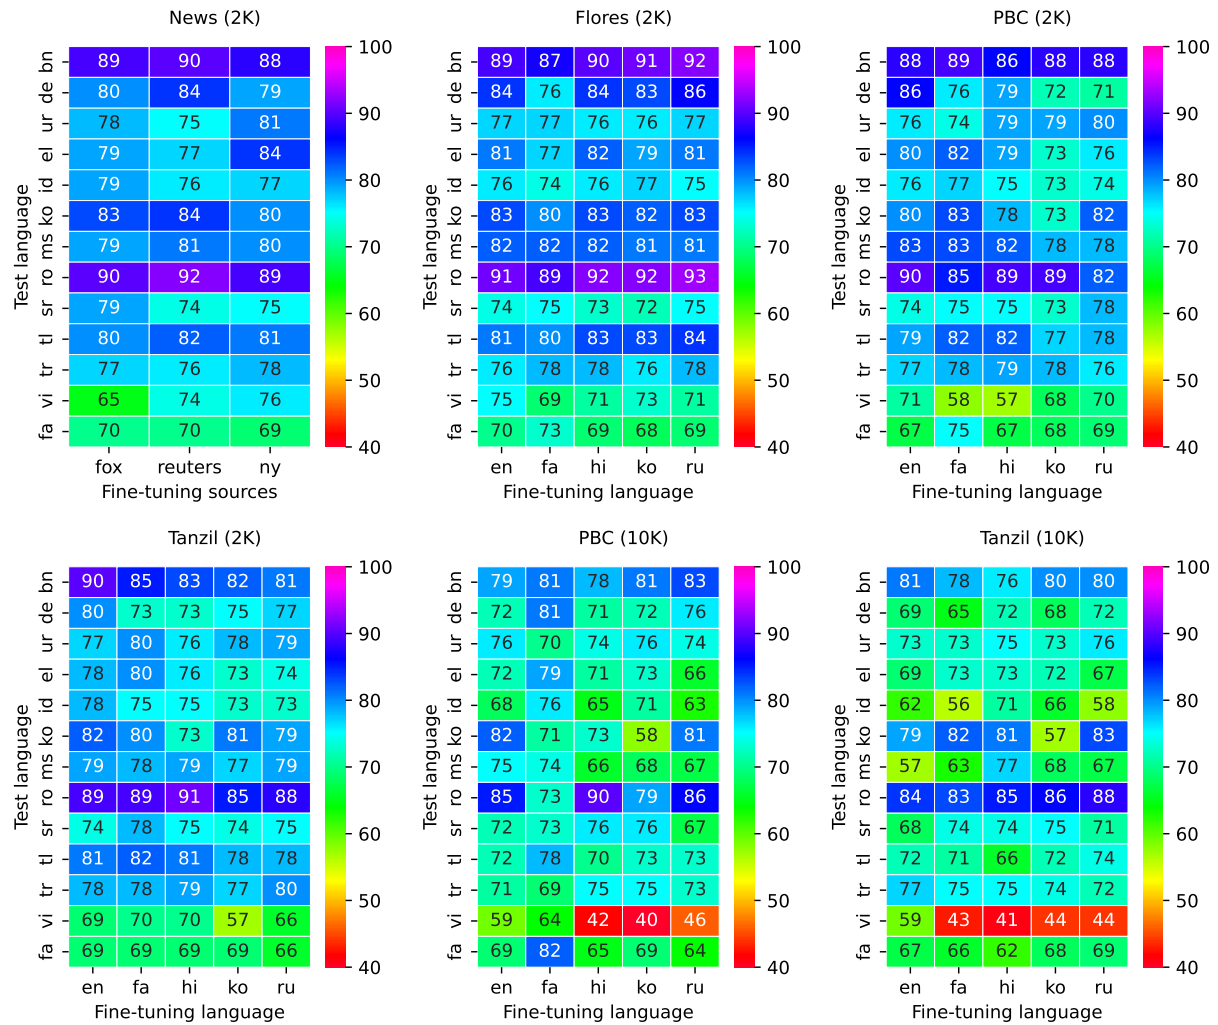 News (2K)
Test language
bn 89 90 88
de 80 84 79
ur 78 75 81
el 79 77 84
id 79 76 77
ko 83 84 80
ms 79 81 80
ro 90 92 89
sr 79 74 75
tl 80 82 81
tr 77 76 78
vi 65 74 76
fa 70 70 69
fox reuters ny
Fine-tuning sources
100
90
80
70
60
50
40
Flores (2K)
Test language
bn 89 87 90 91 92
de 84 76 84 83 86
ur 77 77 76 76 77
el 81 77 82 79 81
id 76 74 76 77 75
ko 83 80 83 82 83
ms 82 82 82 81 81
ro 91 89 92 92 93
sr 74 75 73 72 75
tl 81 80 83 83 84
tr 76 78 78 76 78
vi 75 69 71 73 71
fa 70 73 69 68 69
en fa hi ko ru
Fine-tuning language
100
90
80
70
60
50
40
PBC (2K)
Test language
bn 88 89 86 88 88
de 86 76 79 72 71
ur 76 74 79 79 80
el 80 82 79 73 76
id 76 77 75 73 74
ko 80 83 78 73 82
ms 83 83 82 78 78
ro 90 85 89 89 82
sr 74 75 75 73 78
tl 79 82 82 77 78
tr 77 78 79 78 76
vi 71 58 57 68 70
fa 67 75 67 68 69
en fa hi ko ru
Fine-tuning language
100
90
80
70
60
50
40
Tanzil (2K)
Test language
bn 90 85 83 82 81
de 80 73 73 75 77
ur 77 80 76 78 79
el 78 80 76 73 74
id 78 75 75 73 73
ko 82 80 73 81 79
ms 79 78 79 77 79
ro 89 89 91 85 88
sr 74 78 75 74 75
tl 81 82 81 78 78
tr 78 78 79 77 80
vi 69 70 70 57 66
fa 69 69 69 69 66
en fa hi ko ru
Fine-tuning language
100
90
80
70
60
50
40
PBC (10K)
Test language
bn 79 81 78 81 83
de 72 81 71 72 76
ur 76 70 74 76 74
el 72 79 71 73 66
id 68 76 65 71 63
ko 82 71 73 58 81
ms 75 74 66 68 67
ro 85 73 90 79 86
sr 72 73 76 76 67
tl 72 78 70 73 73
tr 71 69 75 75 73
vi 59 64 42 40 46
fa 69 82 65 69 64
en fa hi ko ru
Fine-tuning language
100
90
80
70
60
50
40
Tanzil (10K)
Test language
bn 81 78 76 80 80
de 69 65 72 68 72
ur 73 73 75 73 76
el 69 73 73 72 67
id 62 56 71 66 58
ko 79 82 81 57 83
ms 57 63 77 68 67
ro 84 83 85 86 88
sr 68 74 74 75 71
tl 72 71 66 72 74
tr 77 75 75 74 72
vi 59 43 41 44 44
fa 67 66 62 68 69
en fa hi ko ru
Fine-tuning language
100
90
80
70
60
50
40